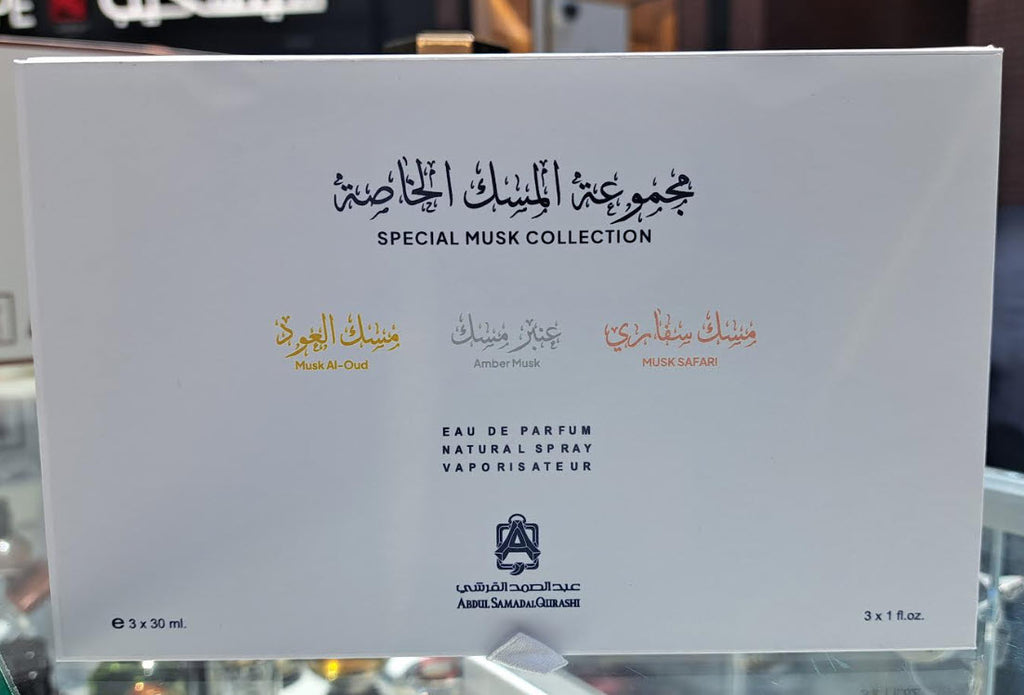 مجموعة المسك الخاصة
SPECIAL MUSK COLLECTION
مسك العود
Musk Al-Oud
عنبر مسك
Amber Musk
مسك سفاري
MUSK SAFARI
EAU DE PARFUM
NATURAL SPRAY
VAPORISATEUR
عبدالصمد القرشي
ABDUL SAMAD AL QURASHI
e 3 x 30 ml.
3 x 1 fl.oz.